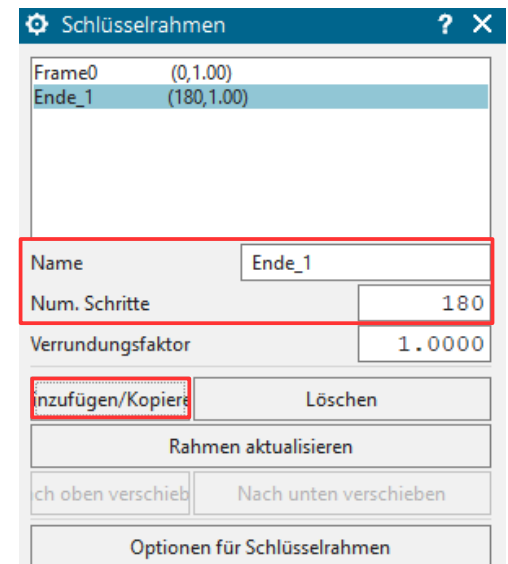 Schlüsselrahmen ? X
Frame0 (0,1.00)
Ende_1 (180,1.00)
Name Ende_1
Num. Schritte 180
Verrundungsfaktor 1.0000
inzufügen/Kopiere Löschen
Rahmen aktualisieren
ch oben verschieb Nach unten verschieben
Optionen für Schlüsselrahmen